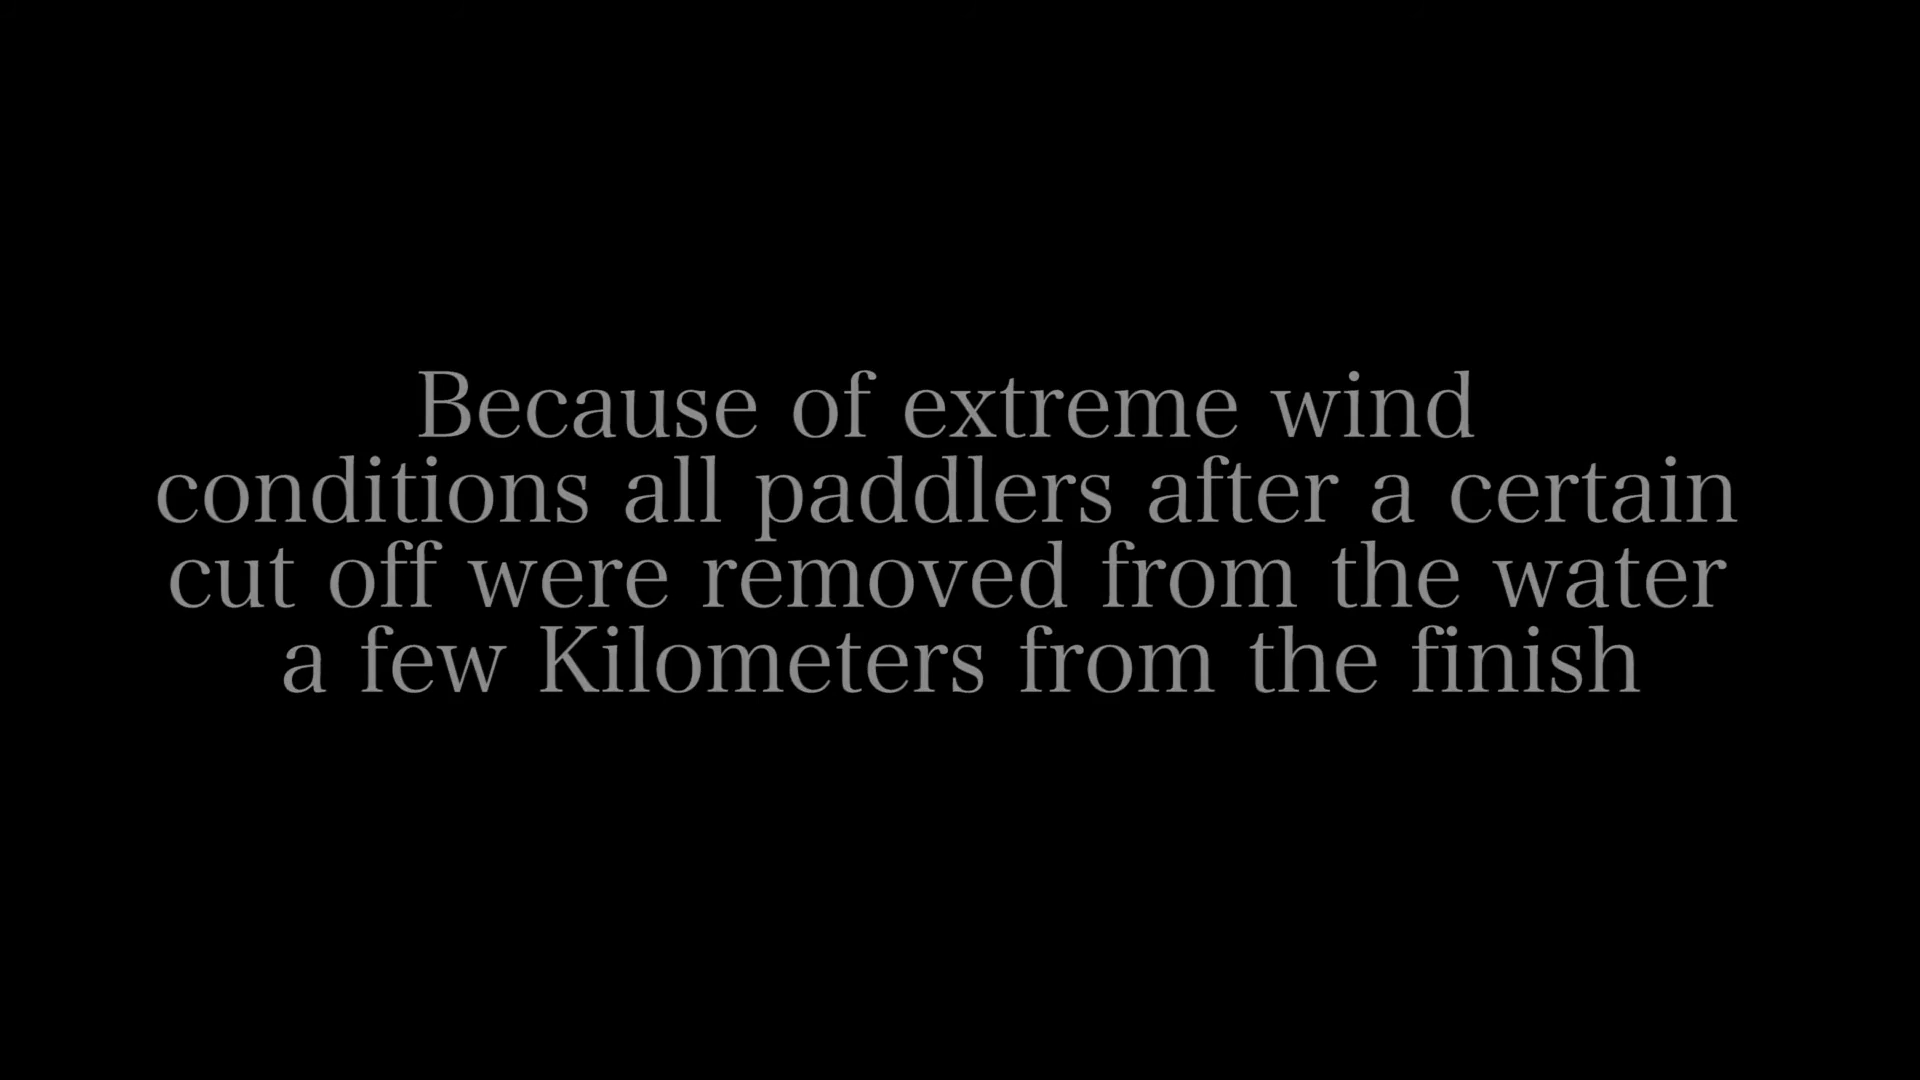 Because of extreme wind
conditions all paddlers after a certain
cut off were removed from the water
a few Kilometers from the finish